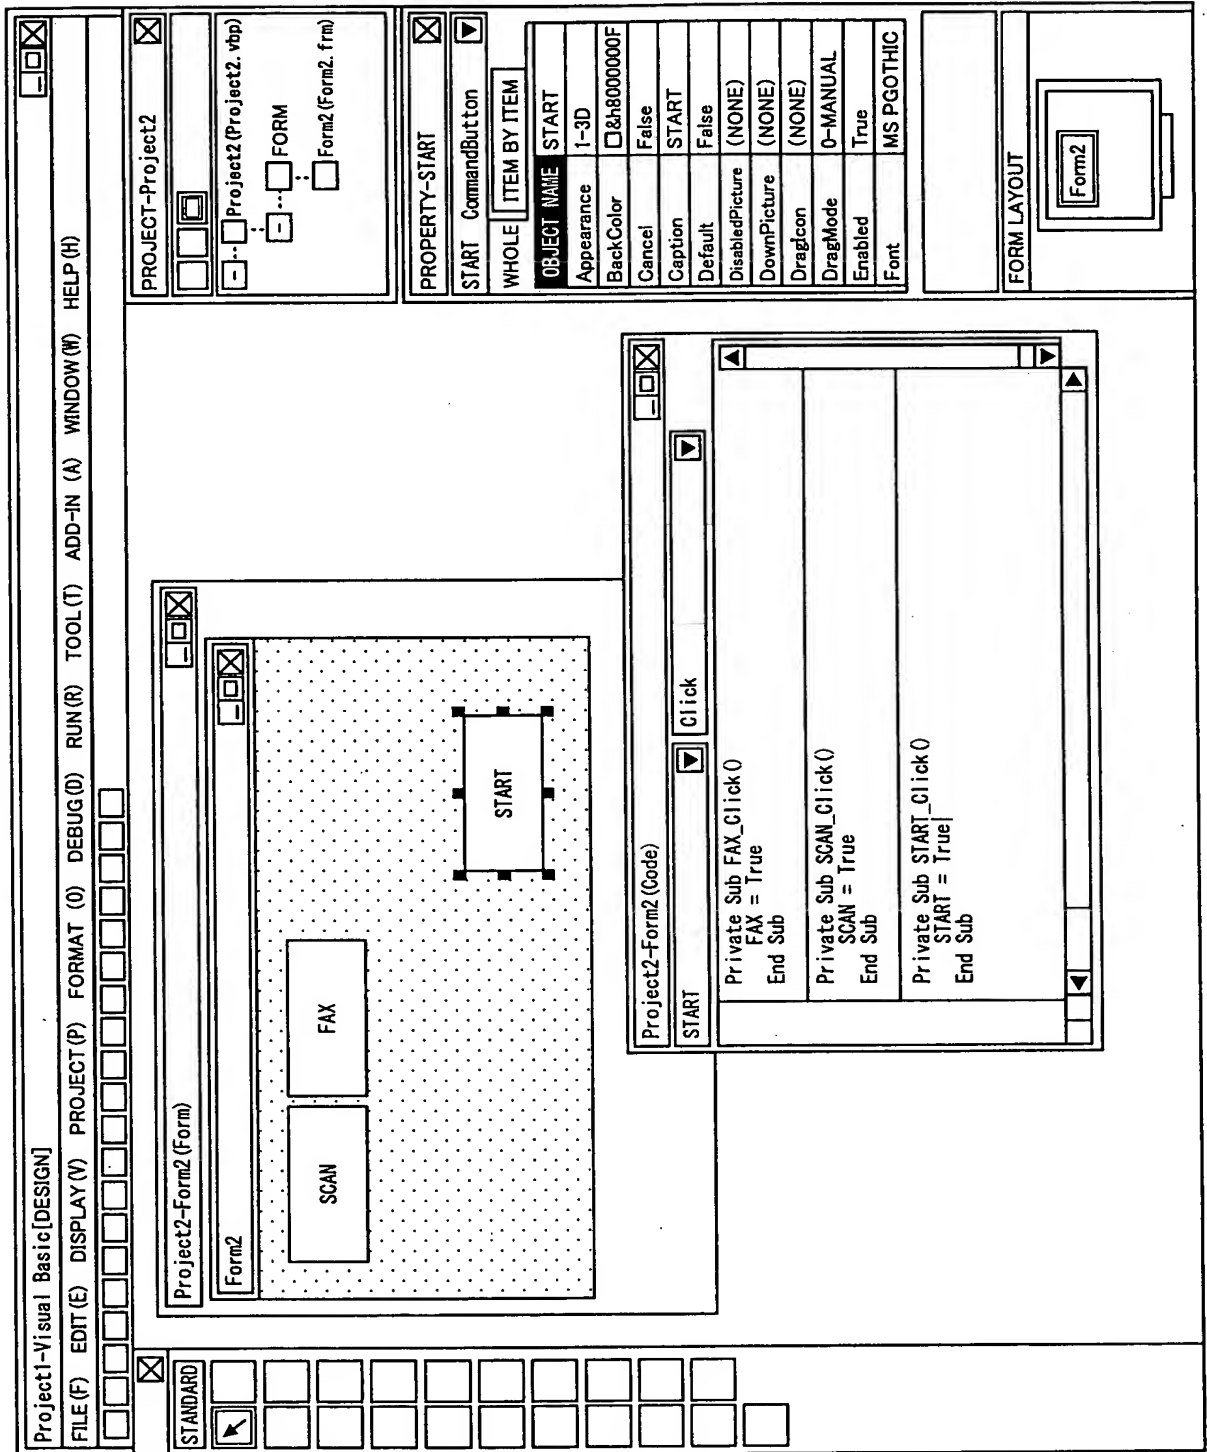 Project1-Visual Basic[DESIGN]
FILE(F) EDIT(E) DISPLAY(V) PROJECT(P) FORMAT (O) DEBUG(D) RUN(R) TOOL(T) ADD-IN (A) WINDOW(W) HELP(H)
STANDARD
Project2-Form2(Form)
Form2
SCAN
FAX
START
Project2-Form2(Code)
START
Click
Private Sub FAX_Click()
FAX = True
End Sub
Private Sub SCAN_Click()
SCAN = True
End Sub
Private Sub START_Click()
START = True
End Sub
PROJECT-Project2
Project2(Project2.vbp)
FORM
Form2(Form2.frm)
PROPERTY-START
START CommandButton
WHOLE ITEM BY ITEM
OBJECT NAME START
Appearance 1-3D
BackColor &h8000000F
Cancel False
Caption START
Default False
DisabledPicture (NONE)
DownPicture (NONE)
DragIcon (NONE)
DragMode 0-MANUAL
Enabled True
Font MS PGOTHIC
FORM LAYOUT
Form2